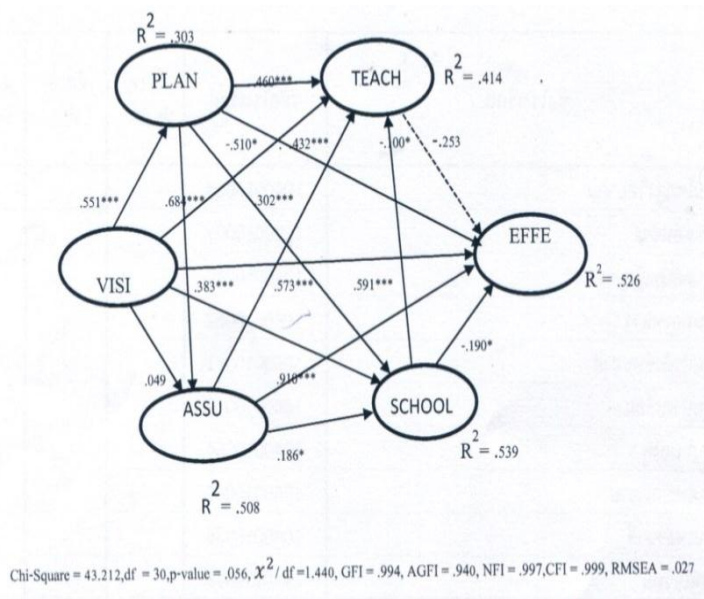 R² = .303
PLAN
TEACH
R² = .414
.460***
-.510*
.432***
-.100*
-.253
.551***
.684***
.302***
EFFE
R² = .526
VISI
.383***
.573***
.591***
-.190*
.049
.918***
ASSU
SCHOOL
.186*
R² = .539
R² = .508
Chi-Square = 43.212,df = 30,p-value = .056, X²/ df =1.440, GFI = .994, AGFI = .940, NFI = .997,CFI = .999, RMSEA = .027